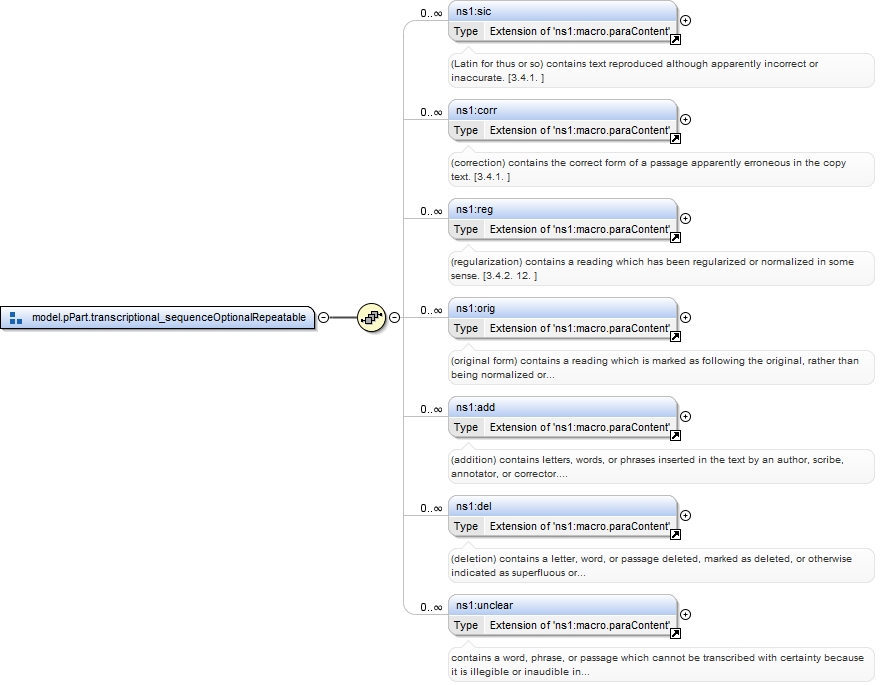 0..∞
ns1:sic
Type Extension of 'ns1:macro.paraContent'
(Latin for thus or so) contains text reproduced although apparently incorrect or
inaccurate. [3.4.1. ]
0..∞
ns1:corr
Type Extension of 'ns1:macro.paraContent'
(correction) contains the correct form of a passage apparently erroneous in the copy
text. [3.4.1. ]
0..∞
ns1:reg
Type Extension of 'ns1:macro.paraContent'
(regularization) contains a reading which has been regularized or normalized in some
sense. [3.4.2. 12. ]
model.pPart.transcriptional_sequenceOptionalRepeatable
0..∞
ns1:orig
Type Extension of 'ns1:macro.paraContent'
(original form) contains a reading which is marked as following the original, rather than
being normalized or...
0..∞
ns1:add
Type Extension of 'ns1:macro.paraContent'
(addition) contains letters, words, or phrases inserted in the text by an author, scribe,
annotator, or corrector....
0..∞
ns1:del
Type Extension of 'ns1:macro.paraContent'
(deletion) contains a letter, word, or passage deleted, marked as deleted, or otherwise
indicated as superfluous or...
0..∞
ns1:unclear
Type Extension of 'ns1:macro.paraContent'
contains a word, phrase, or passage which cannot be transcribed with certainty because
it is illegible or inaudible in...